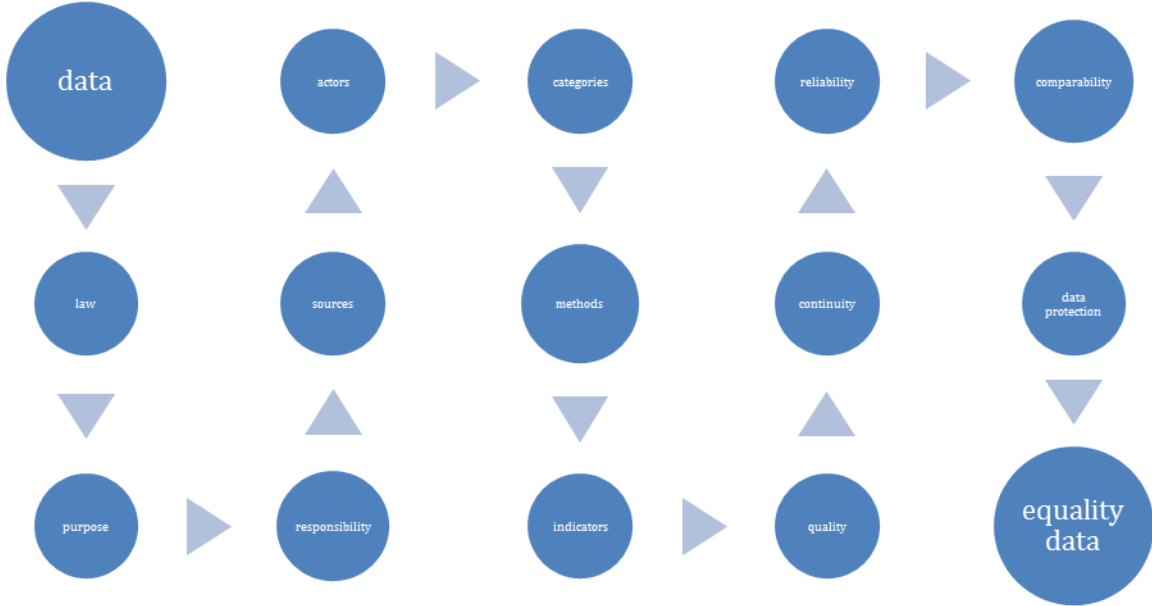 data
law
purpose
responsibility
sources
actors
categories
methods
indicators
quality
continuity
reliability
comparability
data
protection
equality
data